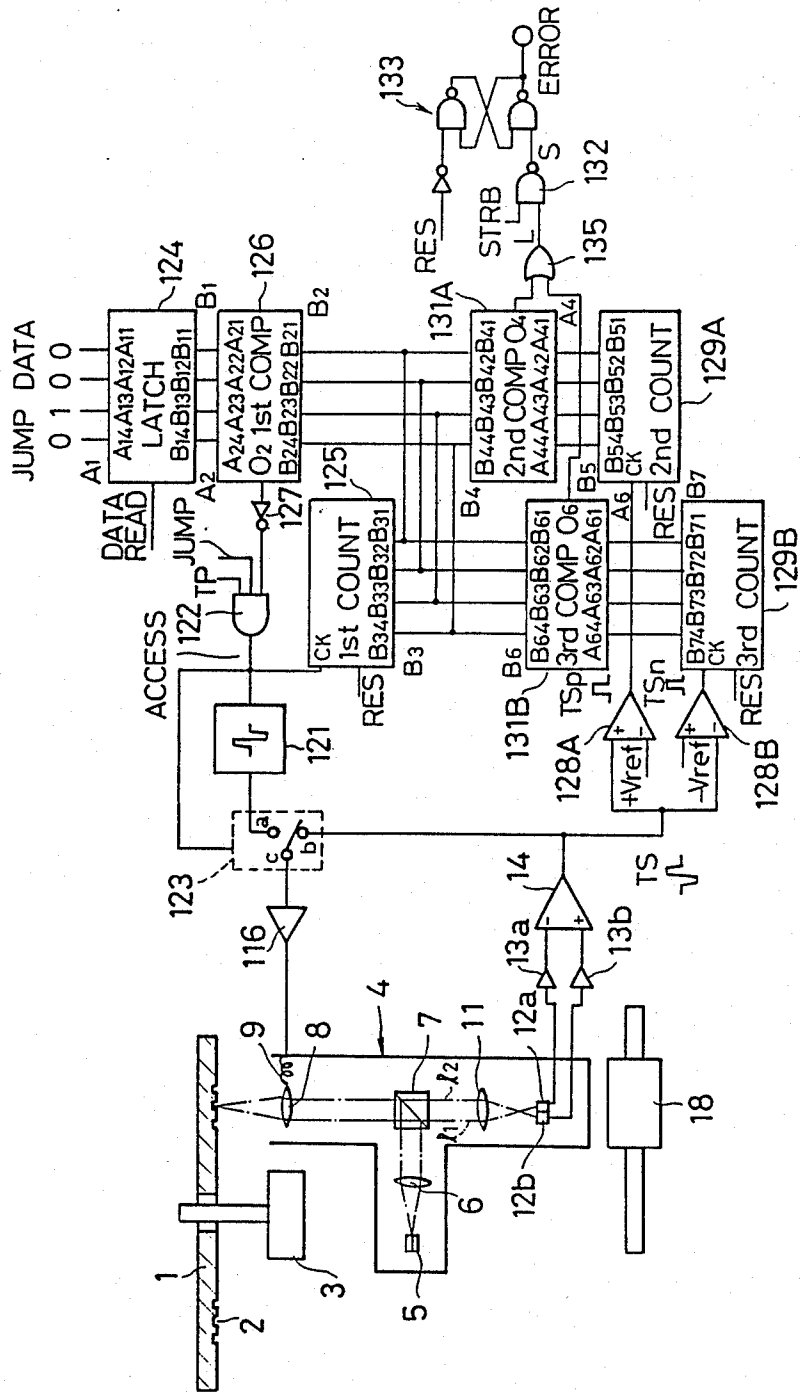 JUMP DATA
0 1 0 0
A1
124
A14 A13 A12 A11
LATCH
B14 B13 B12 B11
B1
DATA READ
A2
126
A24 A23 A22 A21
O2 1st COMP
B24 B23 B22 B21
B2
127
JUMP
TP
122
ACCESS
121
123
a
b
c
116
125
CK
1st COUNT
B34 B33 B32 B31
RES
B3
B4
131A
B44 B43 B42 B41
2nd COMP O4
A44 A43 A42 A41
A4
B5
B54 B53 B52 B51
CK
2nd COUNT
RES
129A
B6
131B
B64 B63 B62 B61
3rd COMP O6
A64 A63 A62 A61
A6
B7
B74 B73 B72 B71
CK
3rd COUNT
RES
129B
TSp
TSn
128A
+
-
+Vref
128B
+
-
-Vref
TS
14
-
+
13a
13b
12a
12b
RES
133
STRB
L
S
132
135
ERROR
1
2
3
4
5
6
7
8
9
11
ℓ1
ℓ2
18